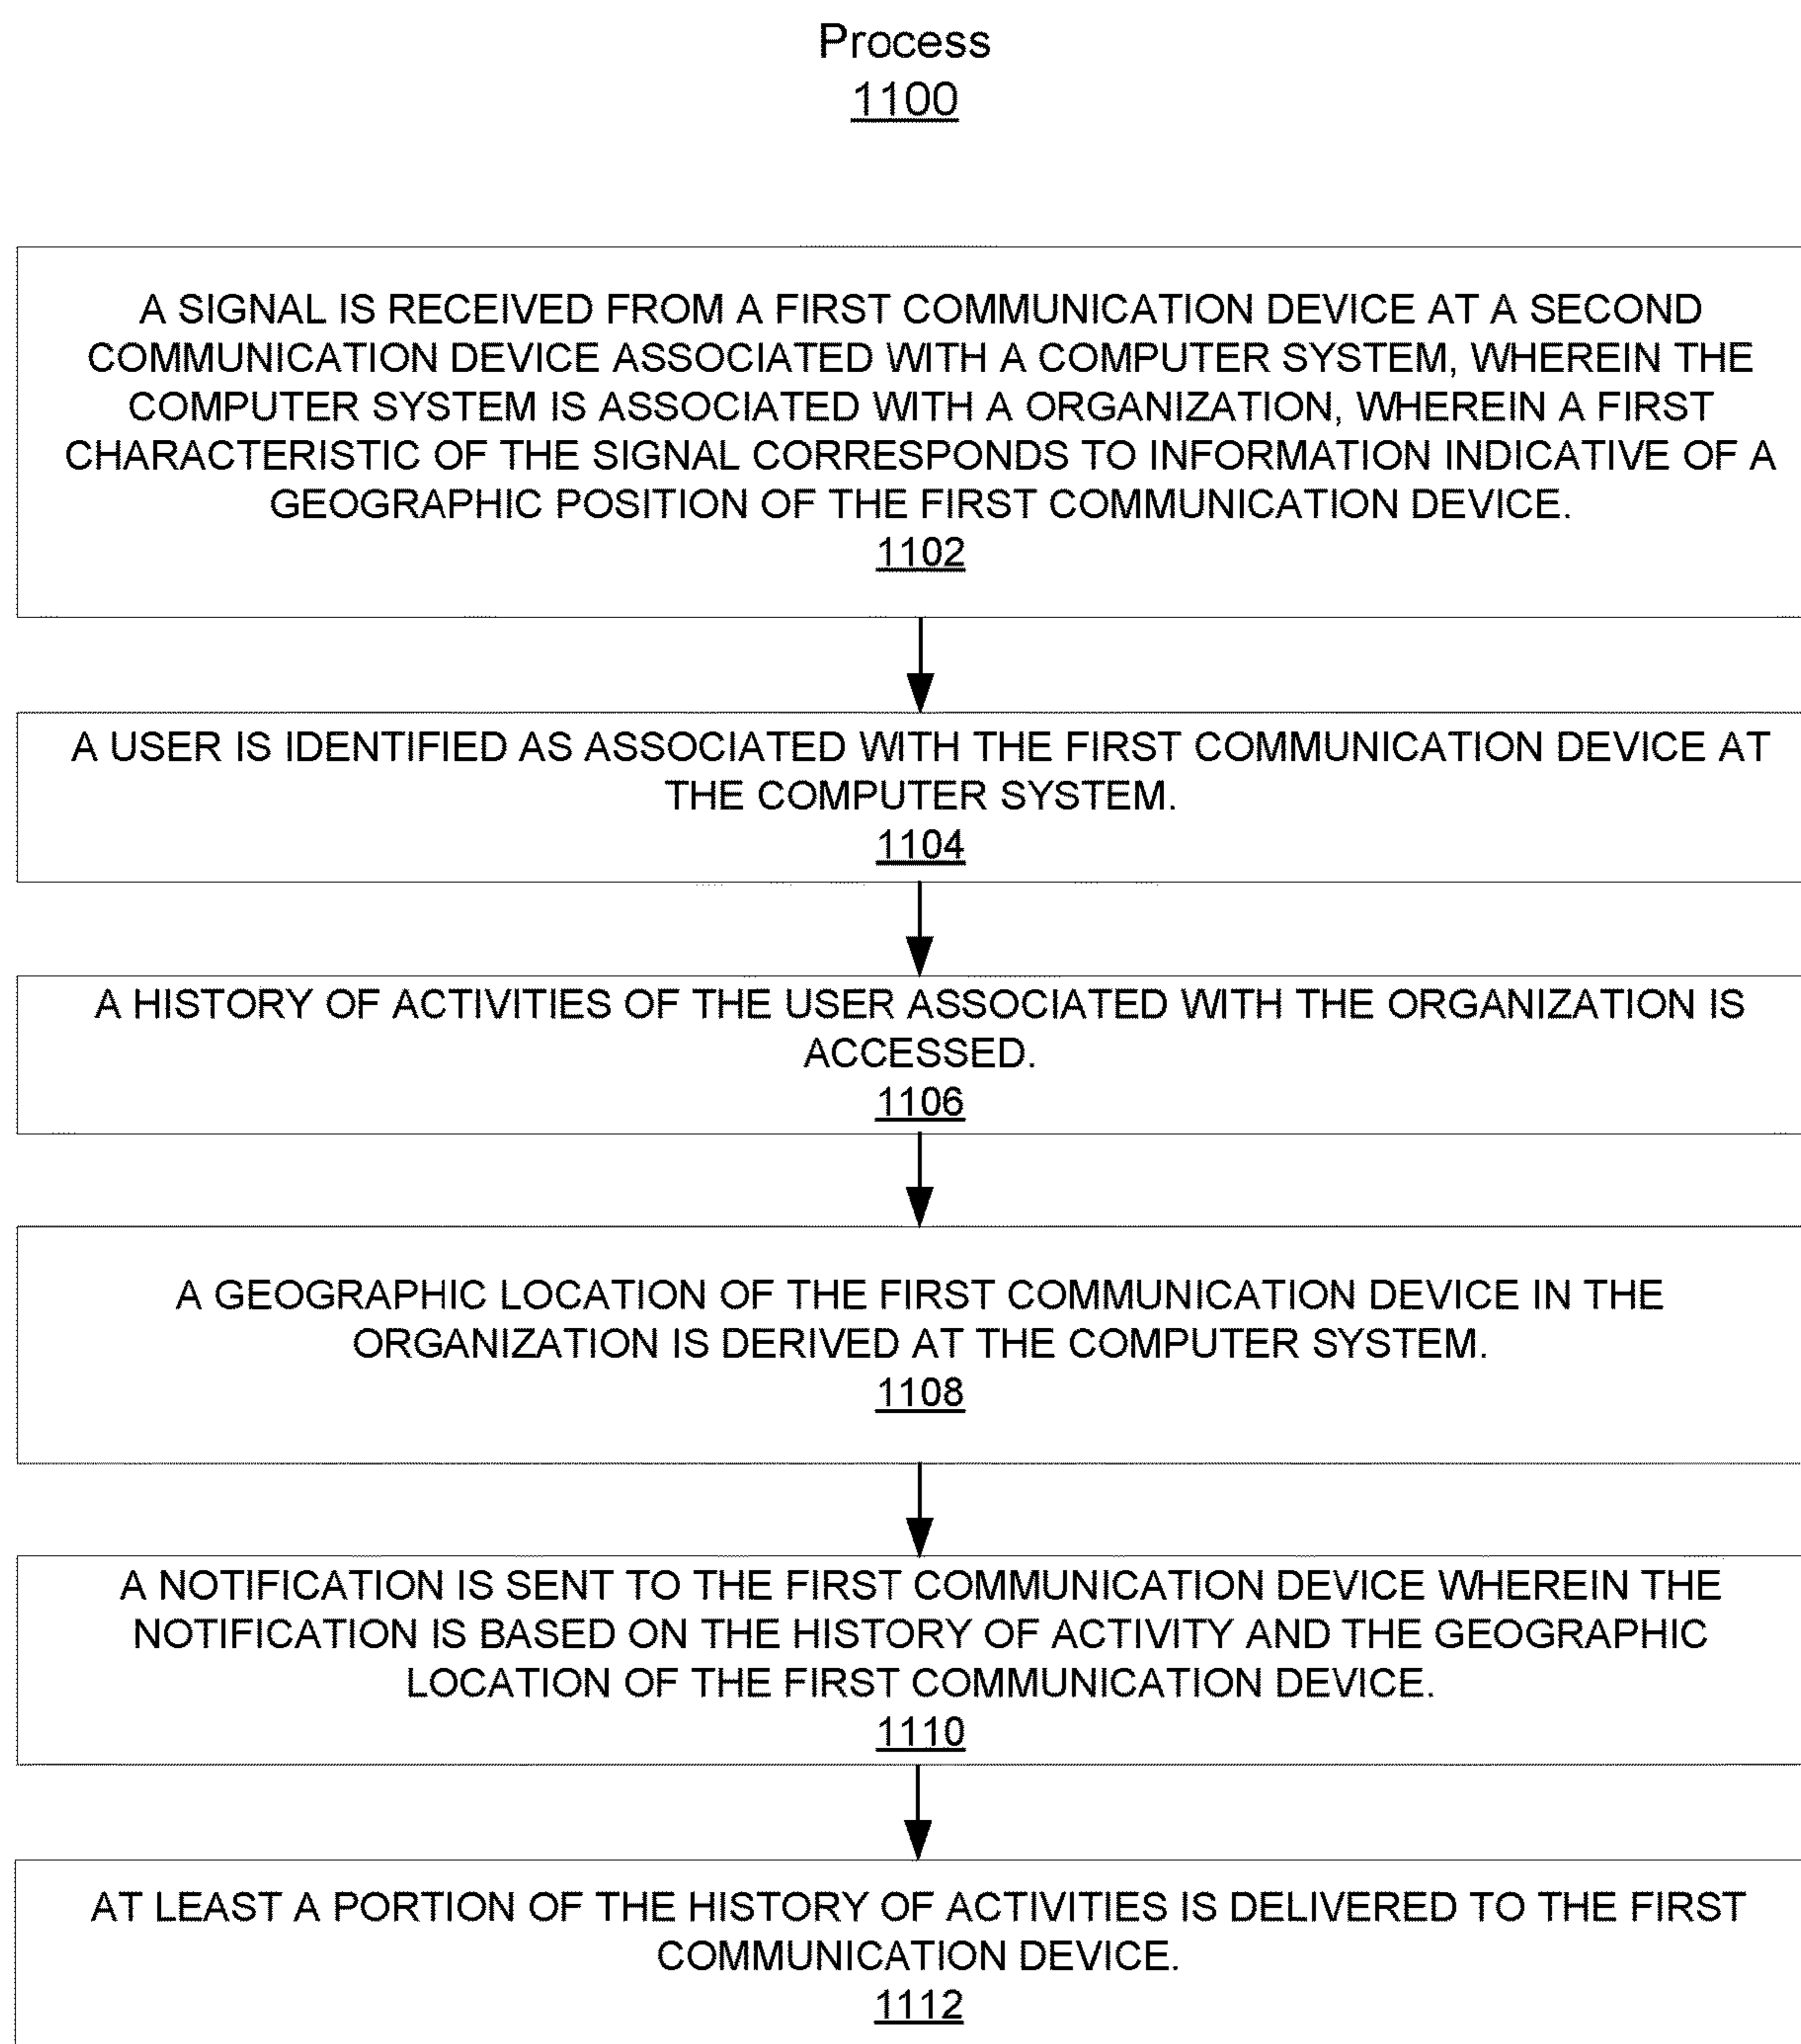 Process
1100
A SIGNAL IS RECEIVED FROM A FIRST COMMUNICATION DEVICE AT A SECOND
COMMUNICATION DEVICE ASSOCIATED WITH A COMPUTER SYSTEM, WHEREIN THE
COMPUTER SYSTEM IS ASSOCIATED WITH A ORGANIZATION, WHEREIN A FIRST
CHARACTERISTIC OF THE SIGNAL CORRESPONDS TO INFORMATION INDICATIVE OF A
GEOGRAPHIC POSITION OF THE FIRST COMMUNICATION DEVICE.
1102
A USER IS IDENTIFIED AS ASSOCIATED WITH THE FIRST COMMUNICATION DEVICE AT
THE COMPUTER SYSTEM.
1104
A HISTORY OF ACTIVITIES OF THE USER ASSOCIATED WITH THE ORGANIZATION IS
ACCESSED.
1106
A GEOGRAPHIC LOCATION OF THE FIRST COMMUNICATION DEVICE IN THE
ORGANIZATION IS DERIVED AT THE COMPUTER SYSTEM.
1108
A NOTIFICATION IS SENT TO THE FIRST COMMUNICATION DEVICE WHEREIN THE
NOTIFICATION IS BASED ON THE HISTORY OF ACTIVITY AND THE GEOGRAPHIC
LOCATION OF THE FIRST COMMUNICATION DEVICE.
1110
AT LEAST A PORTION OF THE HISTORY OF ACTIVITIES IS DELIVERED TO THE FIRST
COMMUNICATION DEVICE.
1112